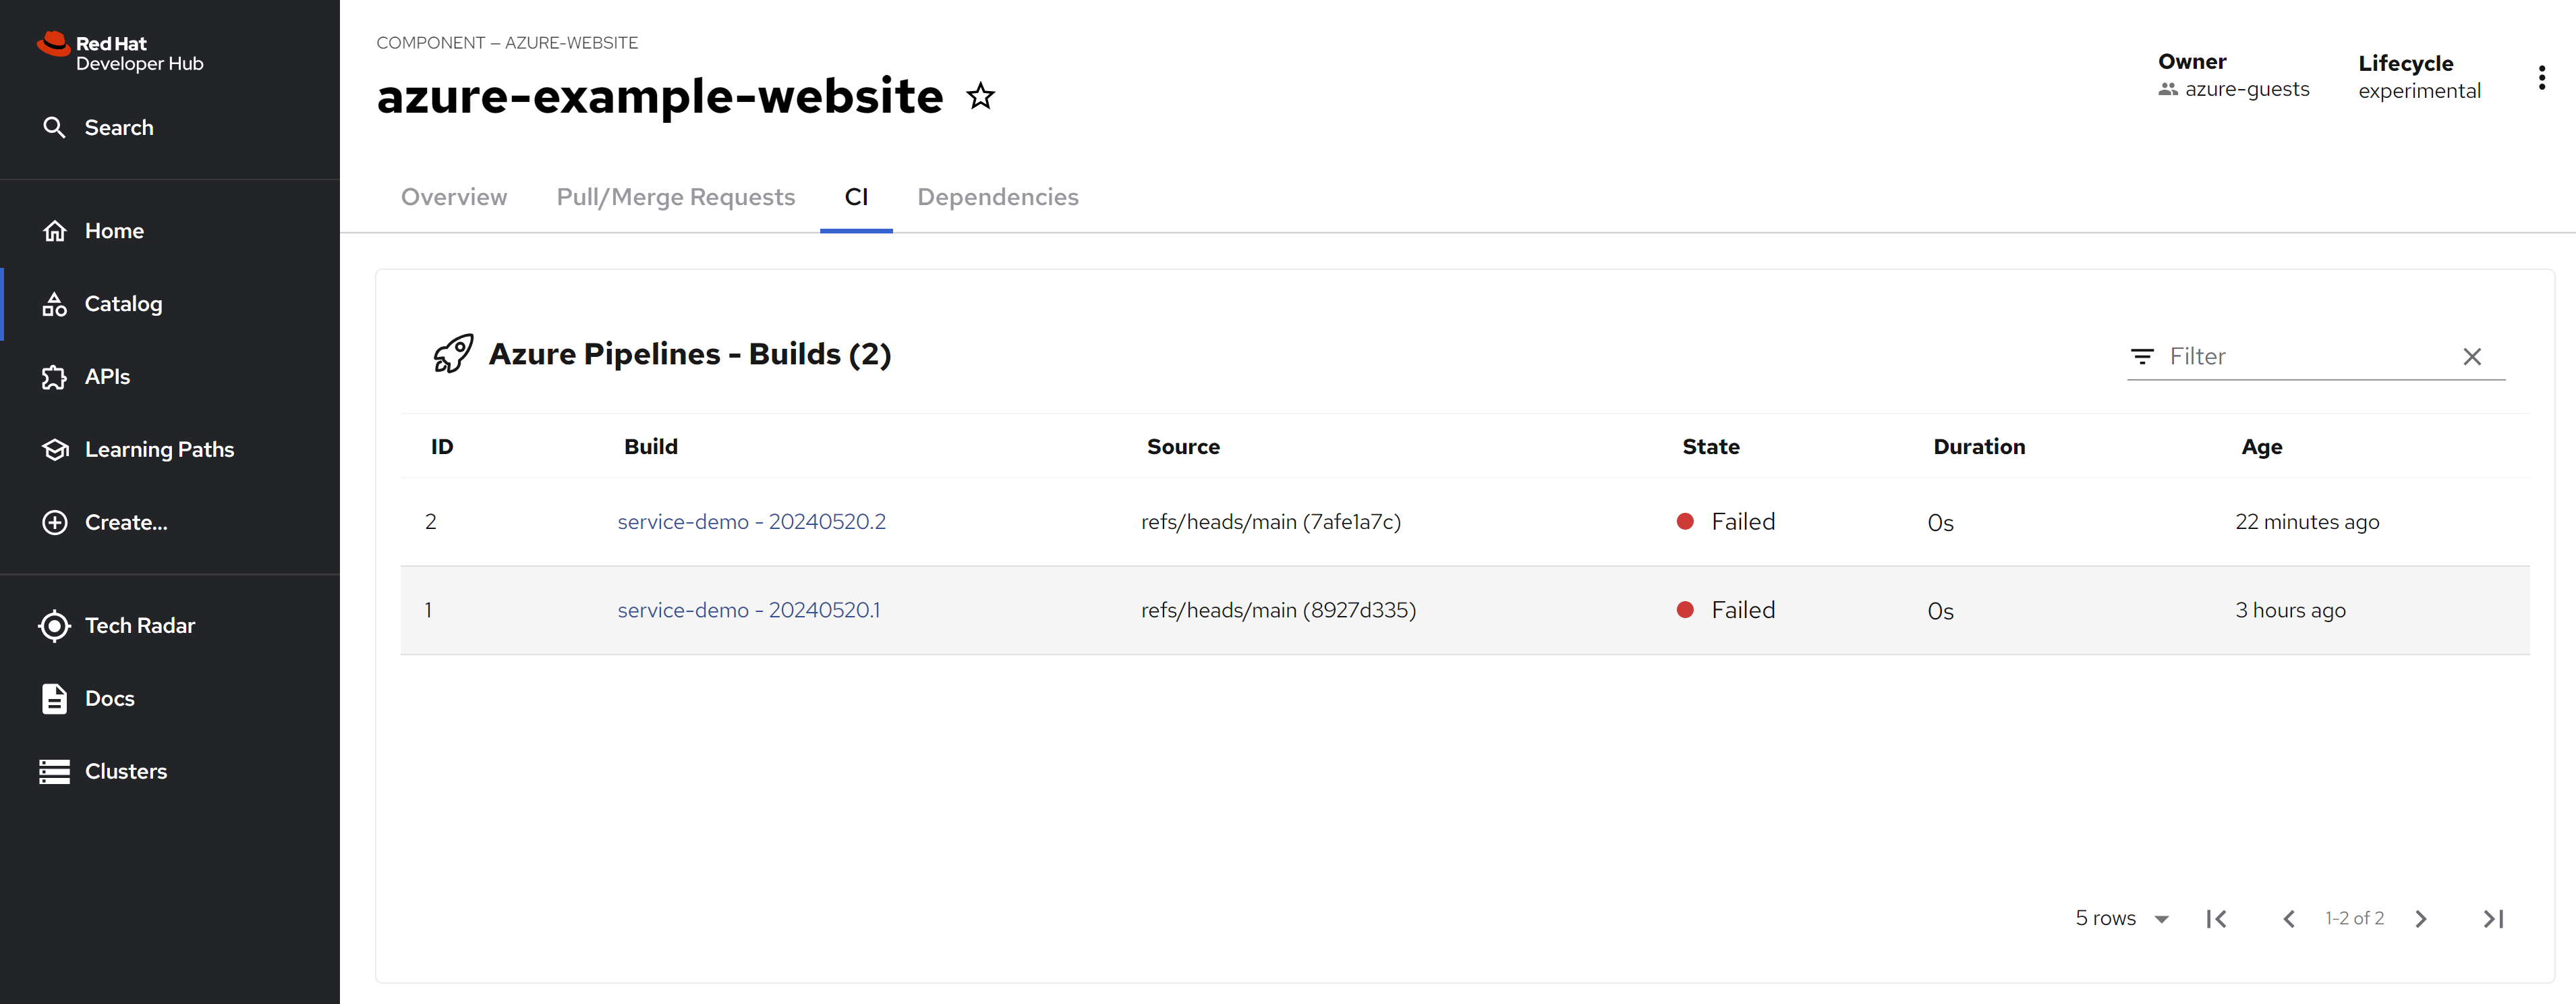 Red Hat
Developer Hub
Search
Home
Catalog
APIs
Learning Paths
Create...
Tech Radar
Docs
Clusters
COMPONENT — AZURE-WEBSITE
azure-example-website
Owner
azure-guests
Lifecycle
experimental
Overview Pull/Merge Requests CI Dependencies
Azure Pipelines - Builds (2)
Filter
ID Build Source State Duration Age
2 service-demo - 20240520.2 refs/heads/main (7afe1a7c) Failed 0s 22 minutes ago
1 service-demo - 20240520.1 refs/heads/main (8927d335) Failed 0s 3 hours ago
5 rows 1-2 of 2